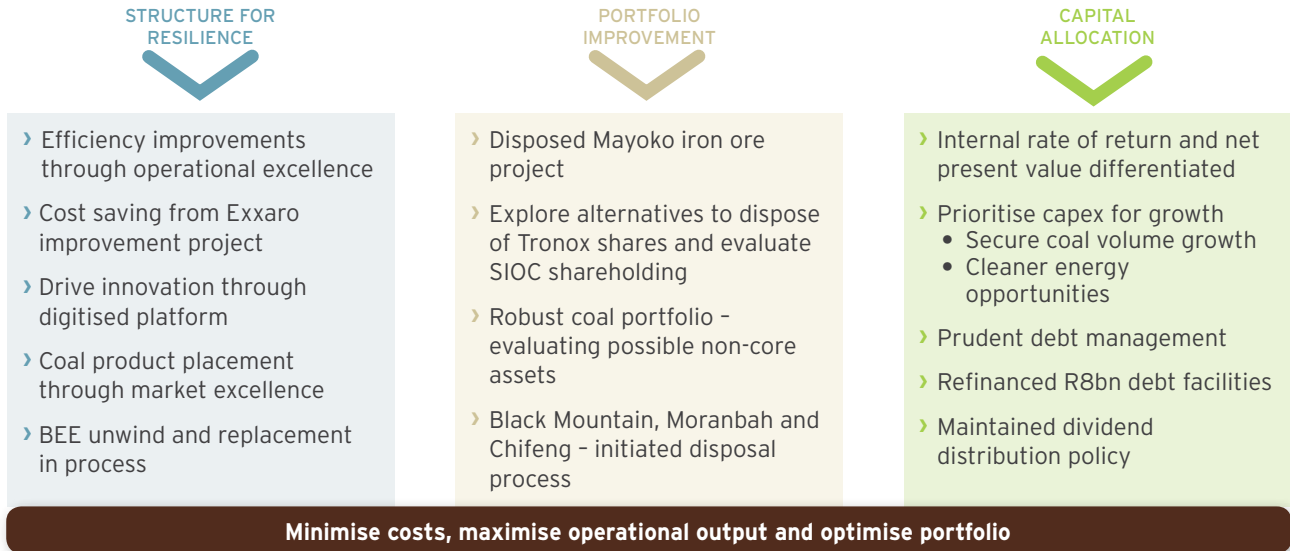 STRUCTURE FOR
RESILIENCE
› Efficiency improvements
through operational excellence
› Cost saving from Exxaro
improvement project
› Drive innovation through
digitised platform
› Coal product placement
through market excellence
› BEE unwind and replacement
in process
PORTFOLIO
IMPROVEMENT
› Disposed Mayoko iron ore
project
› Explore alternatives to dispose
of Tronox shares and evaluate
SIOC shareholding
› Robust coal portfolio –
evaluating possible non-core
assets
› Black Mountain, Moranbah and
Chifeng – initiated disposal
process
CAPITAL
ALLOCATION
› Internal rate of return and net
present value differentiated
› Prioritise capex for growth
• Secure coal volume growth
• Cleaner energy
opportunities
› Prudent debt management
› Refinanced R8bn debt facilities
› Maintained dividend
distribution policy
Minimise costs, maximise operational output and optimise portfolio